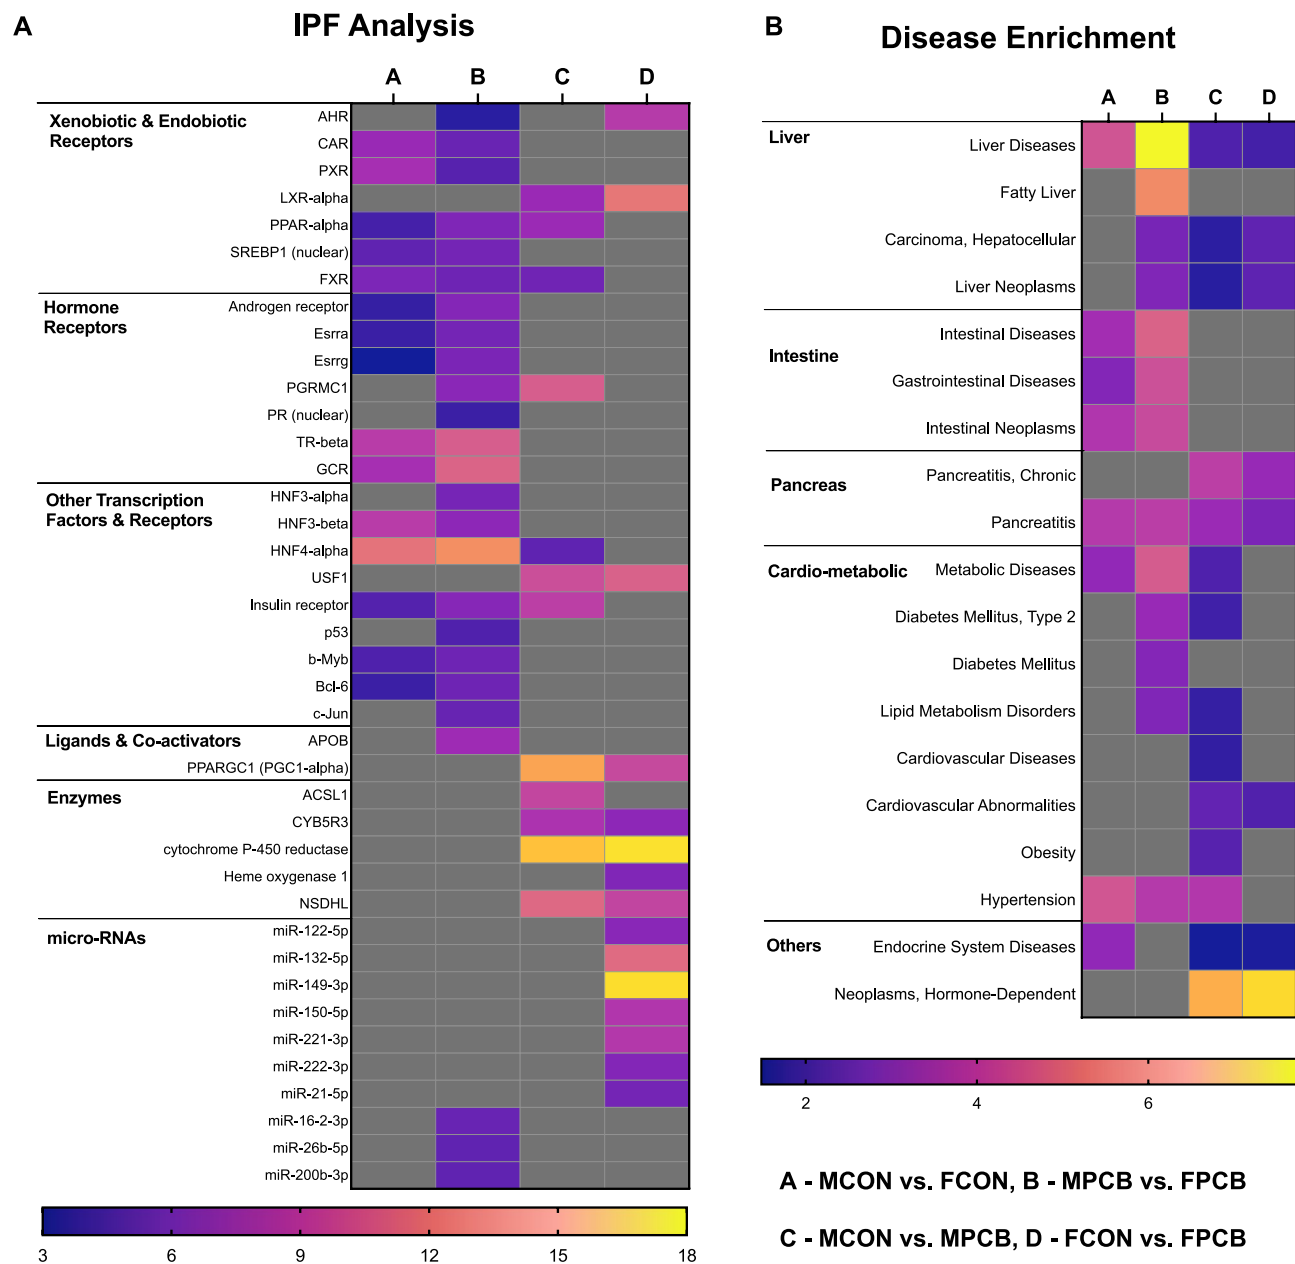 A
IPF Analysis
A B C D
Xenobiotic & Endobiotic
Receptors
AHR
CAR
PXR
LXR-alpha
PPAR-alpha
SREBP1 (nuclear)
FXR
Hormone
Receptors
Androgen receptor
Esrra
Esrrg
PGRMC1
PR (nuclear)
TR-beta
GCR
Other Transcription
Factors & Receptors
HNF3-alpha
HNF3-beta
HNF4-alpha
USF1
Insulin receptor
p53
b-Myb
Bcl-6
c-Jun
Ligands & Co-activators
APOB
PPARGC1 (PGC1-alpha)
Enzymes
ACSL1
CYB5R3
cytochrome P-450 reductase
Heme oxygenase 1
NSDHL
micro-RNAs
miR-122-5p
miR-132-5p
miR-149-3p
miR-150-5p
miR-221-3p
miR-222-3p
miR-21-5p
miR-16-2-3p
miR-26b-5p
miR-200b-3p
3 6 9 12 15 18
B
Disease Enrichment
A B C D
Liver
Liver Diseases
Fatty Liver
Carcinoma, Hepatocellular
Liver Neoplasms
Intestine
Intestinal Diseases
Gastrointestinal Diseases
Intestinal Neoplasms
Pancreas
Pancreatitis, Chronic
Pancreatitis
Cardio-metabolic
Metabolic Diseases
Diabetes Mellitus, Type 2
Diabetes Mellitus
Lipid Metabolism Disorders
Cardiovascular Diseases
Cardiovascular Abnormalities
Obesity
Hypertension
Others
Endocrine System Diseases
Neoplasms, Hormone-Dependent
2 4 6
A - MCON vs. FCON, B - MPCB vs. FPCB
C - MCON vs. MPCB, D - FCON vs. FPCB